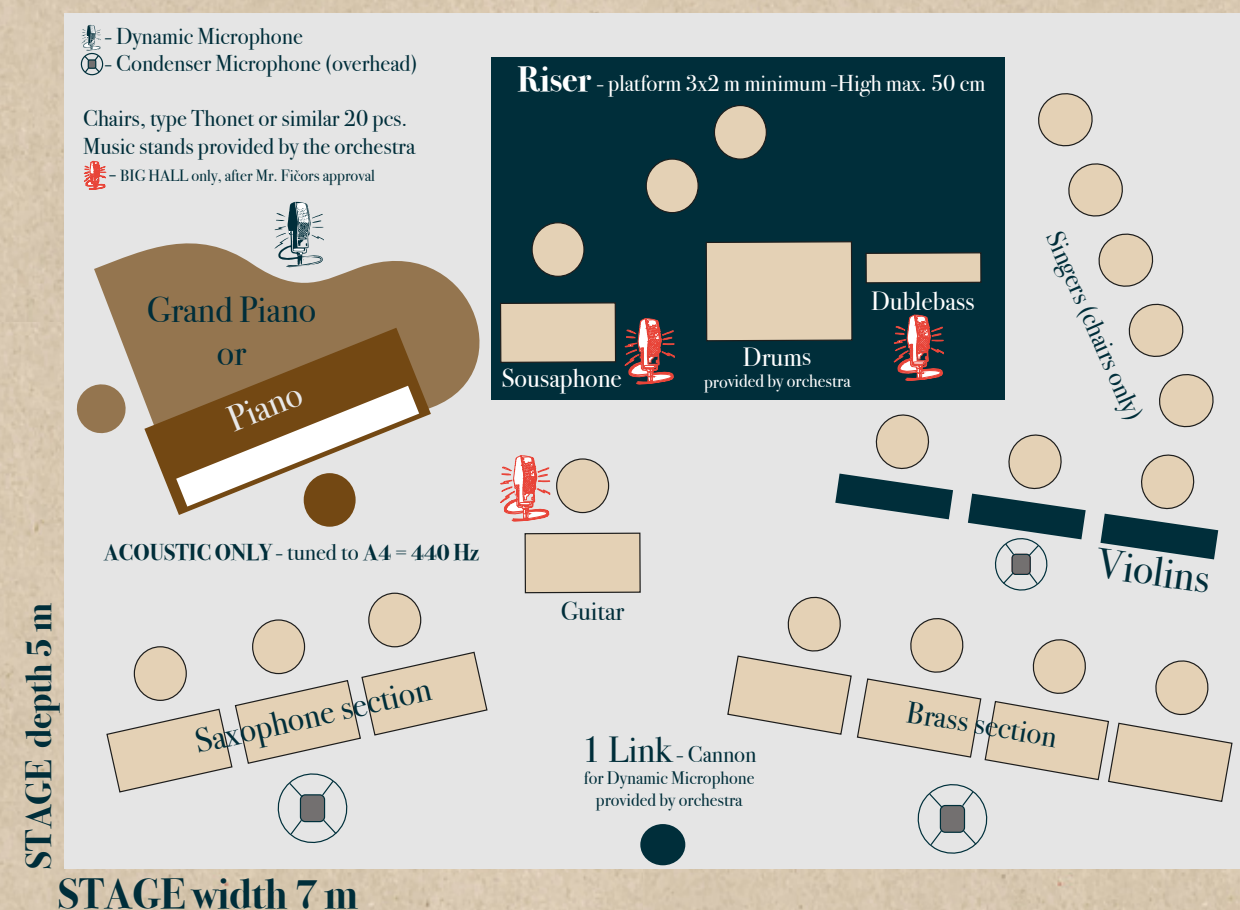 - Dynamic Microphone
- Condenser Microphone (overhead)
Chairs, type Thonet or similar 20 pcs.
Music stands provided by the orchestra
- BIG HALL only, after Mr. Fičors approval
Riser - platform 3x2 m minimum -High max. 50 cm
Grand Piano
or
Piano
Sousaphone
Drums
provided by orchestra
Dublebass
Singers (chairs only)
ACOUSTIC ONLY - tuned to A4 = 440 Hz
Guitar
Violins
Saxophone section
Brass section
1 Link - Cannon
for Dynamic Microphone
provided by orchestra
STAGE depth 5 m
STAGE width 7 m